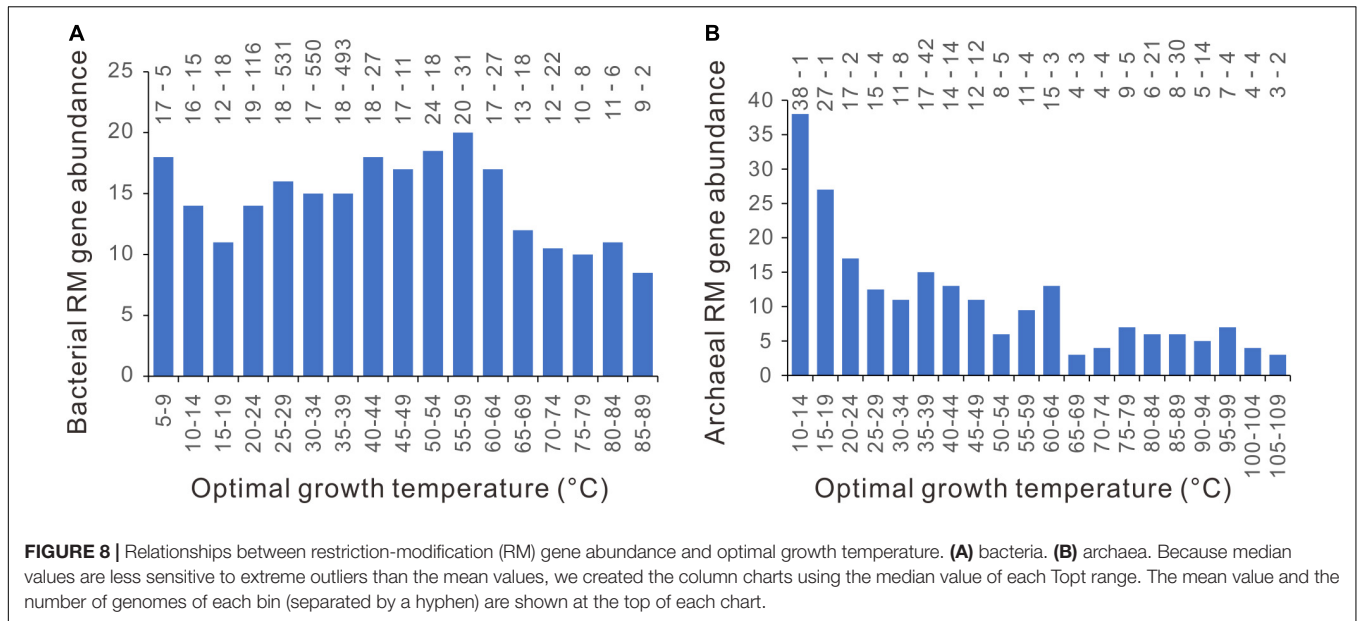 A
Bacterial RM gene abundance
25
20
15
10
5
0
17 - 5
16 - 15
12 - 18
19 - 116
18 - 531
17 - 550
18 - 493
18 - 27
17 - 11
24 - 18
20 - 31
17 - 27
13 - 18
12 - 22
10 - 8
11 - 6
9 - 2
5-9
10-14
15-19
20-24
25-29
30-34
35-39
40-44
45-49
50-54
55-59
60-64
65-69
70-74
75-79
80-84
85-89
Optimal growth temperature (°C)
B
Archaeal RM gene abundance
40
35
30
25
20
15
10
5
0
38 - 1
27 - 1
17 - 2
15 - 4
11 - 8
17 - 42
14 - 14
12 - 12
8 - 5
11 - 4
15 - 3
4 - 3
4 - 4
9 - 5
6 - 21
8 - 30
5 - 14
7 - 4
4 - 4
3 - 2
10-14
15-19
20-24
25-29
30-34
35-39
40-44
45-49
50-54
55-59
60-64
65-69
70-74
75-79
80-84
85-89
90-94
95-99
100-104
105-109
Optimal growth temperature (°C)
FIGURE 8 | Relationships between restriction-modification (RM) gene abundance and optimal growth temperature. (A) bacteria. (B) archaea. Because median
values are less sensitive to extreme outliers than the mean values, we created the column charts using the median value of each Topt range. The mean value and the
number of genomes of each bin (separated by a hyphen) are shown at the top of each chart.